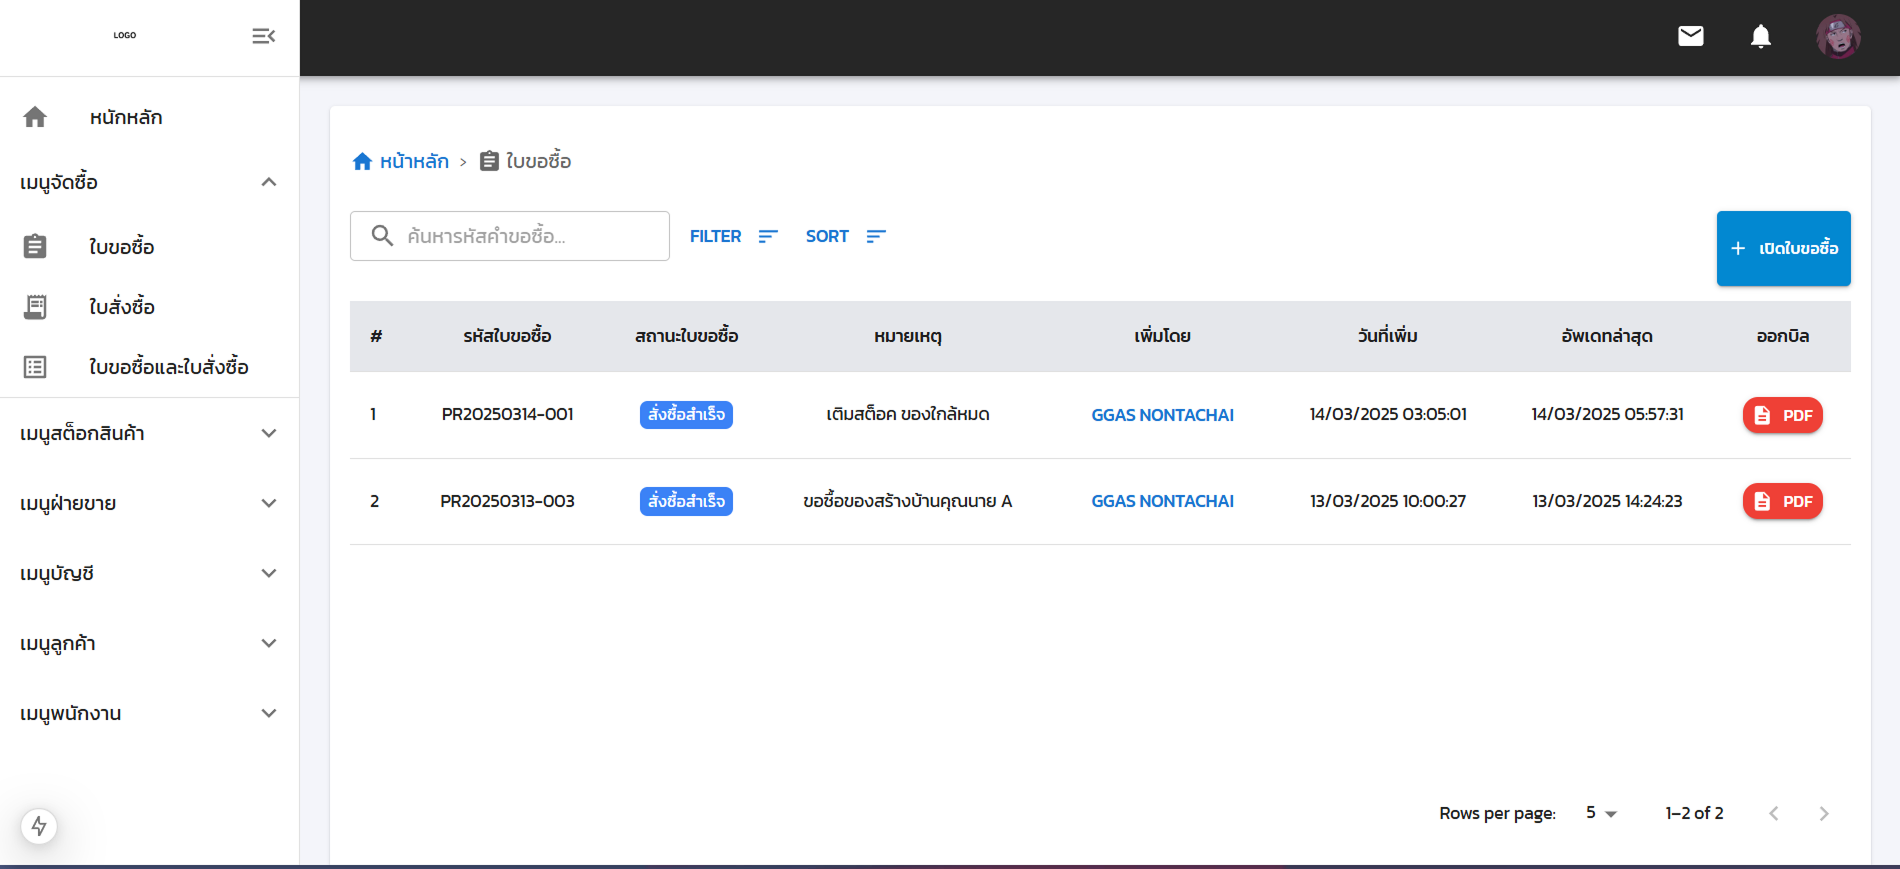 LOGO
หนักหลัก
เมนูจัดซื้อ
ใบขอซื้อ
ใบสั่งซื้อ
ใบขอซื้อและใบสั่งซื้อ
เมนูสต็อกสินค้า
เมนูฝ่ายขาย
เมนูบัญชี
เมนูลูกค้า
เมนูพนักงาน
หน้าหลัก > ใบขอซื้อ
ค้นหารหัสคำขอซื้อ... FILTER SORT + เปิดใบขอซื้อ
# รหัสใบขอซื้อ สถานะใบขอซื้อ หมายเหตุ เพิ่มโดย วันที่เพิ่ม อัพเดทล่าสุด ออกบิล
1 PR20250314-001 สั่งซื้อสำเร็จ เติมสต็อค ของใกล้หมด GGAS NONTACHAI 14/03/2025 03:05:01 14/03/2025 05:57:31 PDF
2 PR20250313-003 สั่งซื้อสำเร็จ ขอซื้อของสร้างบ้านคุณนาย A GGAS NONTACHAI 13/03/2025 10:00:27 13/03/2025 14:24:23 PDF
Rows per page: 5 1–2 of 2